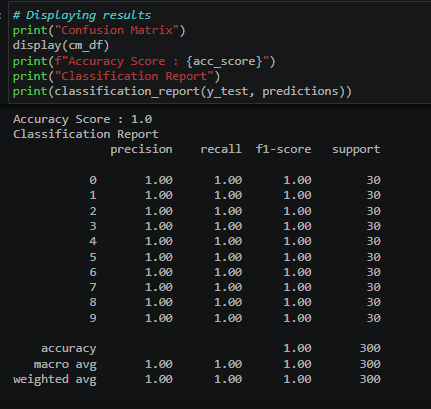 # Displaying results
print("Confusion Matrix")
display(cm_df)
print(f"Accuracy Score : {acc_score}")
print("Classification Report")
print(classification_report(y_test, predictions))
Accuracy Score : 1.0
Classification Report
precision recall f1-score support
0 1.00 1.00 1.00 30
1 1.00 1.00 1.00 30
2 1.00 1.00 1.00 30
3 1.00 1.00 1.00 30
4 1.00 1.00 1.00 30
5 1.00 1.00 1.00 30
6 1.00 1.00 1.00 30
7 1.00 1.00 1.00 30
8 1.00 1.00 1.00 30
9 1.00 1.00 1.00 30
accuracy 1.00 300
macro avg 1.00 1.00 1.00 300
weighted avg 1.00 1.00 1.00 300